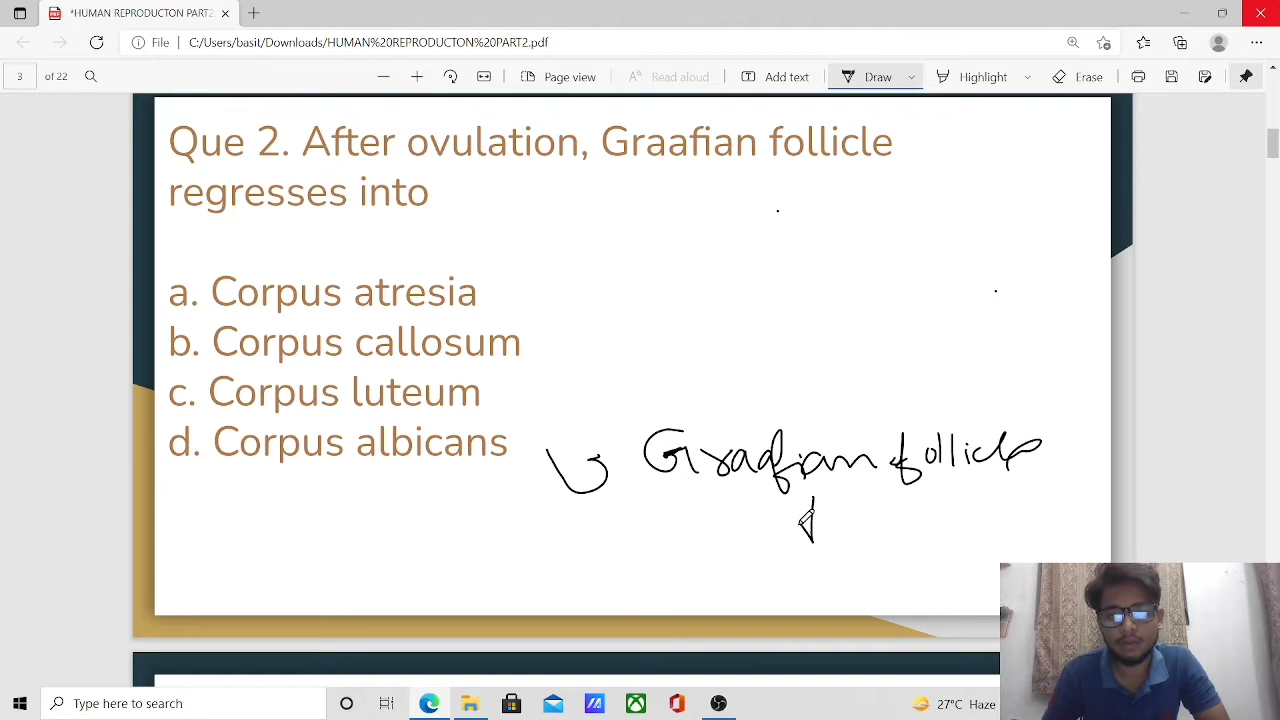 *HUMAN REPRODUCTON PART2
File
C:/Users/basit/Downloads/HUMAN%20REPRODUCTON%20PART2.pdf
3 of 22
Page view
Read aloud
Add text
Draw
Highlight
Erase
Que 2. After ovulation, Graafian follicle
regresses into
a. Corpus atresia
b. Corpus callosum
c. Corpus luteum
d. Corpus albicans
Graafian follicle
Type here to search
27°C Haze